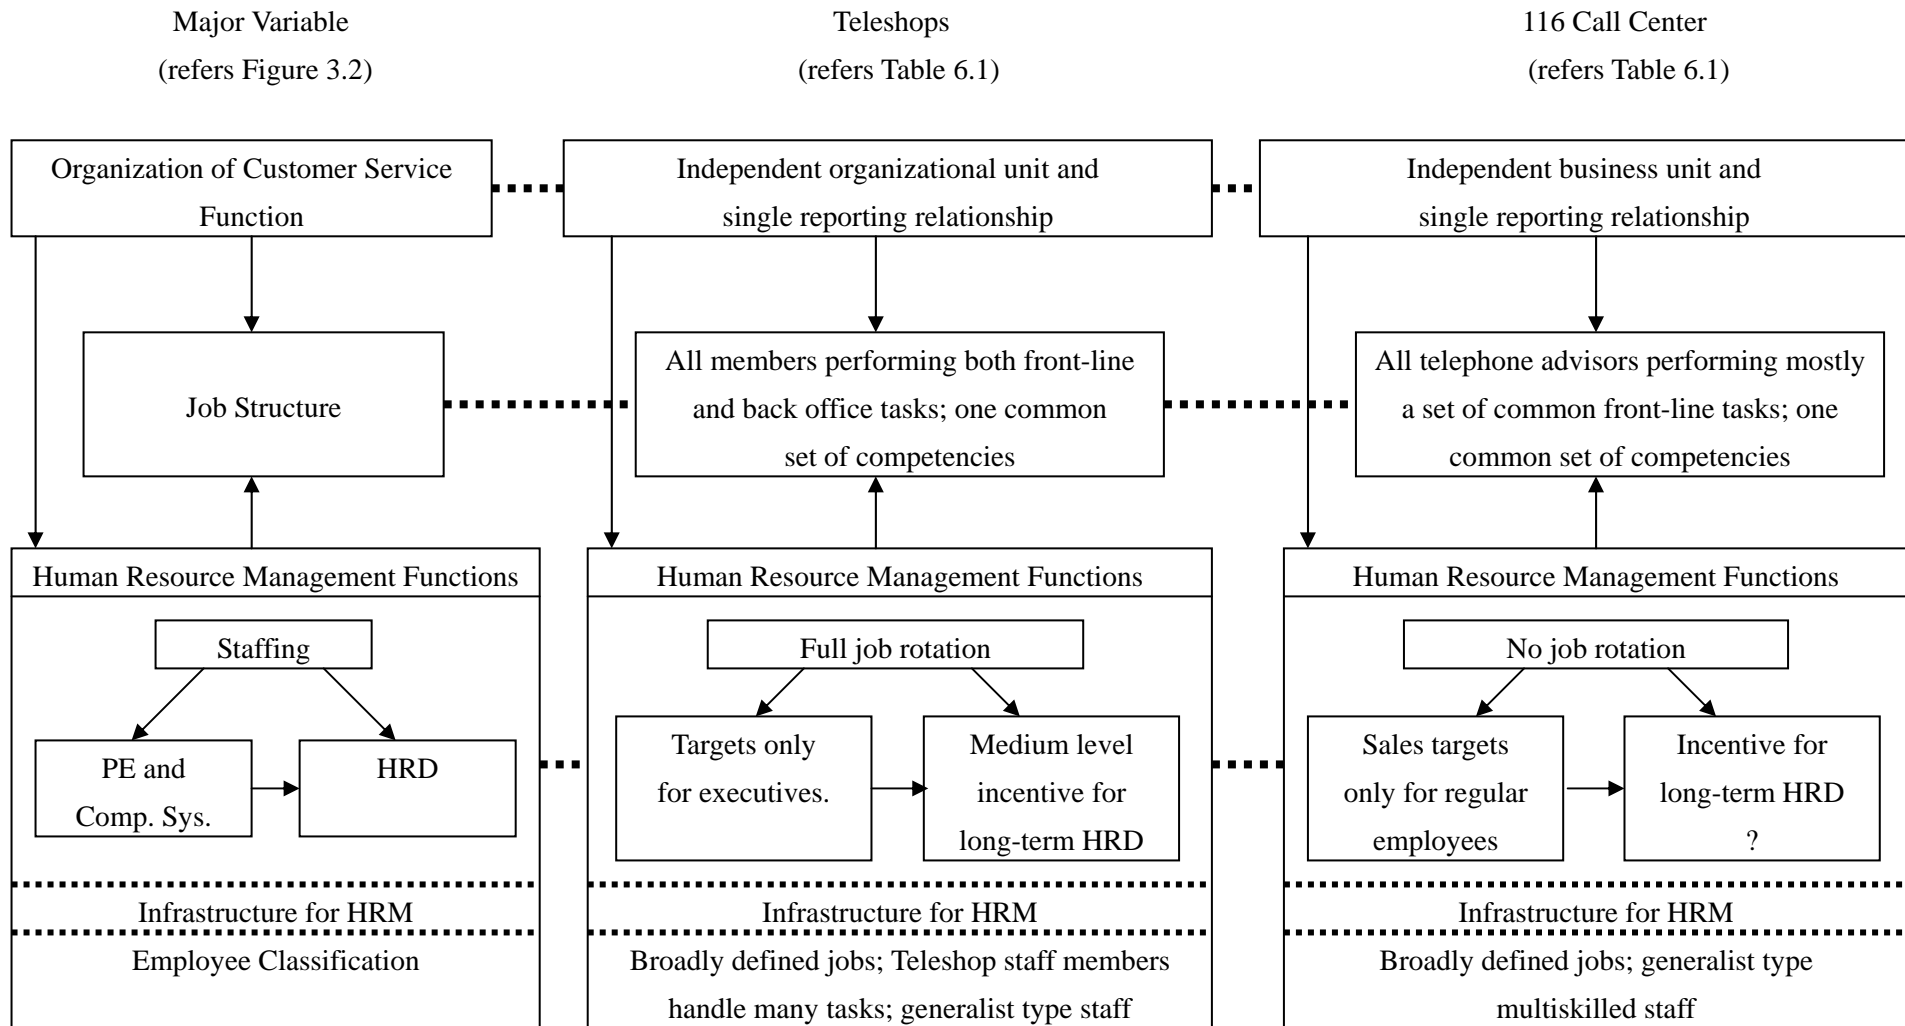 Major Variable
(refers Figure 3.2)
Teleshops
(refers Table 6.1)
116 Call Center
(refers Table 6.1)
Organization of Customer Service
Function
Independent organizational unit and
single reporting relationship
Independent business unit and
single reporting relationship
Job Structure
All members performing both front-line
and back office tasks; one common
set of competencies
All telephone advisors performing mostly
a set of common front-line tasks; one
common set of competencies
Human Resource Management Functions
Staffing
PE and
Comp. Sys.
HRD
Infrastructure for HRM
Employee Classification
Human Resource Management Functions
Full job rotation
Targets only
for executives.
Medium level
incentive for
long-term HRD
Infrastructure for HRM
Broadly defined jobs; Teleshop staff members
handle many tasks; generalist type staff
Human Resource Management Functions
No job rotation
Sales targets
only for regular
employees
Incentive for
long-term HRD
?
Infrastructure for HRM
Broadly defined jobs; generalist type
multiskilled staff